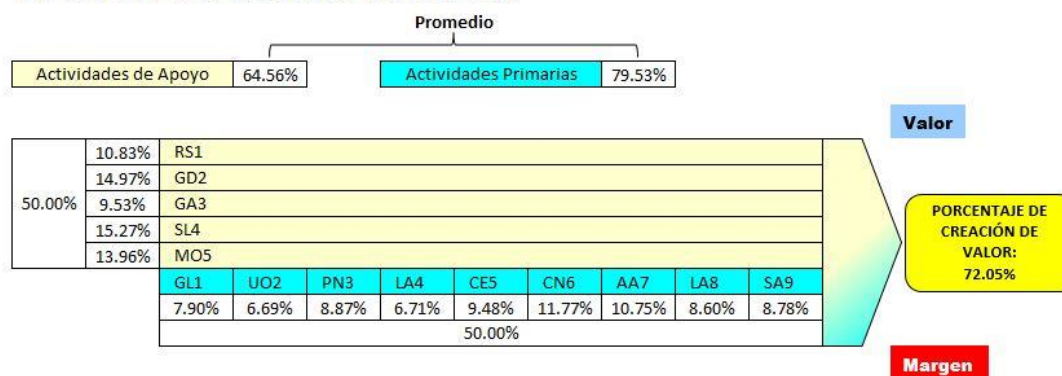 Promedio
Actividades de Apoyo 64.56% Actividades Primarias 79.53%
Valor
10.83% RS1
14.97% GD2
50.00% 9.53% GA3
15.27% SL4
13.96% MO5
PORCENTAJE DE
CREACIÓN DE
VALOR:
72.05%
GL1 UO2 PN3 LA4 CE5 CN6 AA7 LA8 SA9
7.90% 6.69% 8.87% 6.71% 9.48% 11.77% 10.75% 8.60% 8.78%
50.00%
Margen